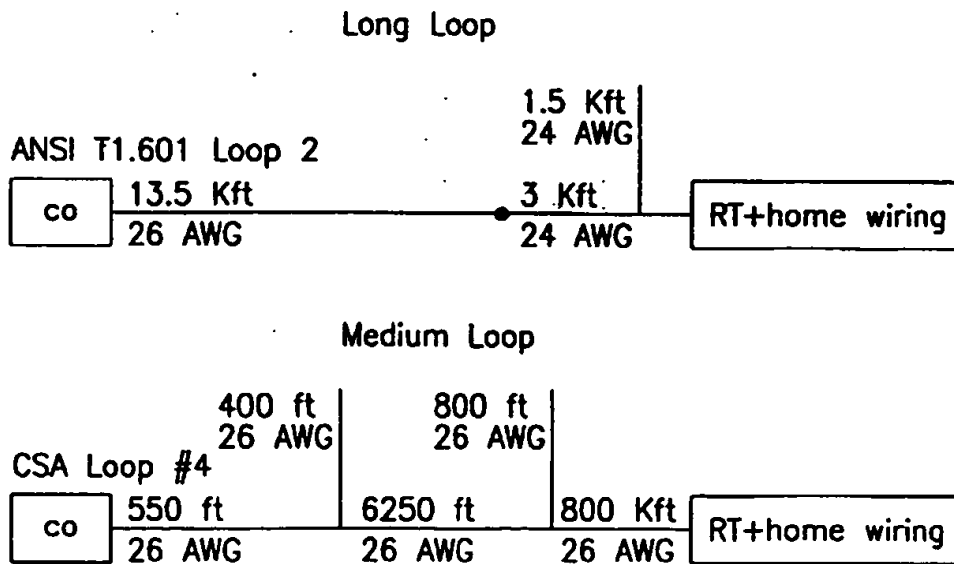 Long Loop
1.5 Kft
24 AWG
ANSI T1.601 Loop 2
CO
13.5 Kft
26 AWG
3 Kft
24 AWG
RT+home wiring
Medium Loop
400 ft
26 AWG
800 ft
26 AWG
CSA Loop #4
CO
550 ft
26 AWG
6250 ft
26 AWG
800 Kft
26 AWG
RT+home wiring